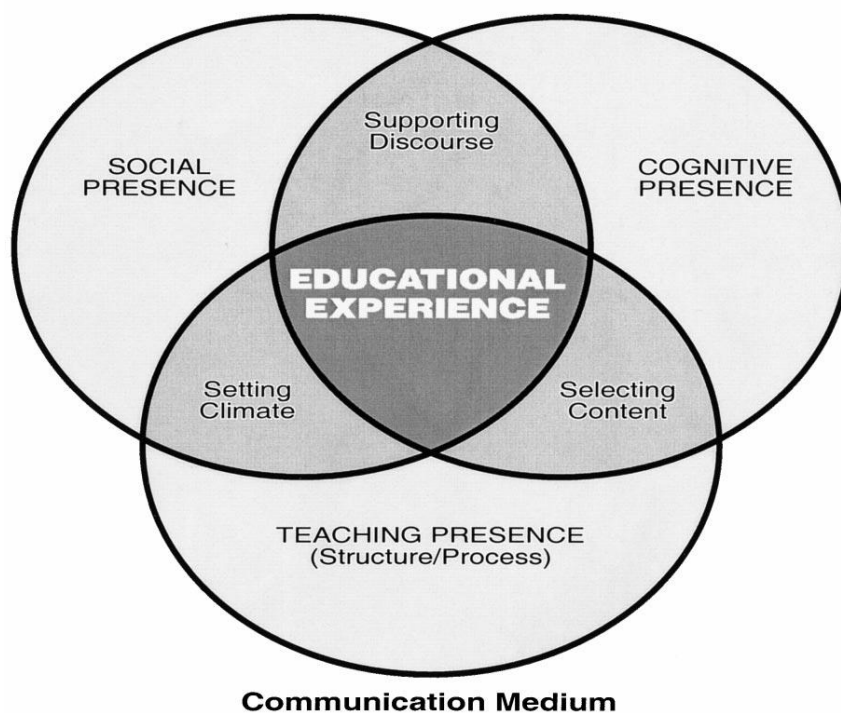 Supporting
Discourse
SOCIAL
PRESENCE
COGNITIVE
PRESENCE
EDUCATIONAL
EXPERIENCE
Setting
Climate
Selecting
Content
TEACHING PRESENCE
(Structure/Process)
Communication Medium